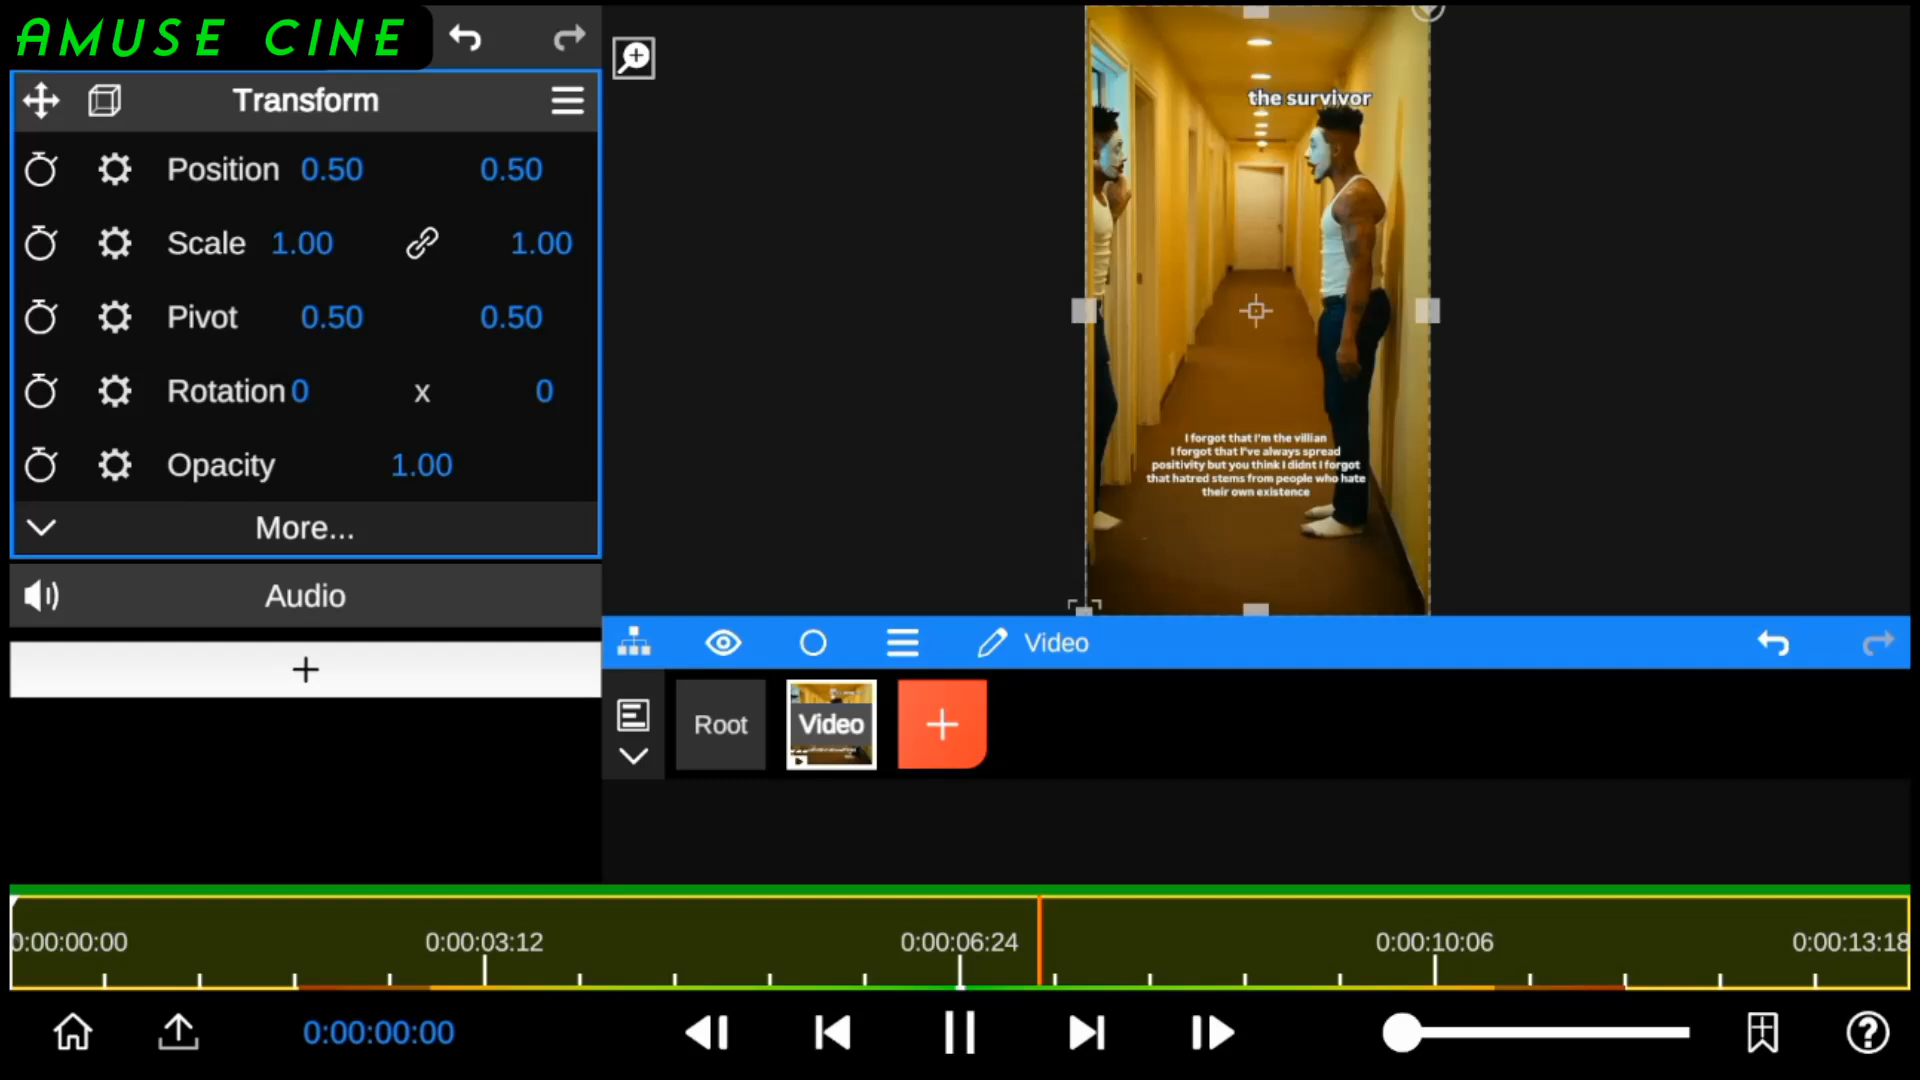 AMUSE CINE
Transform
Position 0.50 0.50
Scale 1.00 1.00
Pivot 0.50 0.50
Rotation 0 x 0
Opacity 1.00
More...
Audio
+
the survivor
I forgot that I'm the villian
I forgot that I've always spread
positivity but you think I didnt I forgot
that hatred stems from people who hate
their own existence
Video
Root
Video
+
0:00:00:00
0:00:03:12
0:00:06:24
0:00:10:06
0:00:13:18
0:00:00:00